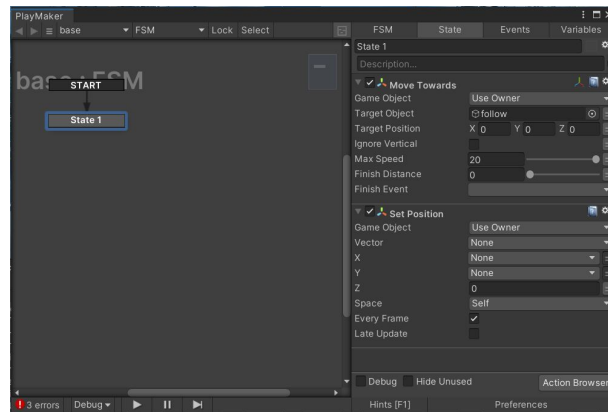 PlayMaker
base FSM Lock Select
FSM State Events Variables
base : FSM
START
State 1
State 1
Description...
Move Towards
Game Object Use Owner
Target Object follow
Target Position X 0 Y 0 Z 0
Ignore Vertical
Max Speed 20
Finish Distance 0
Finish Event
Set Position
Game Object Use Owner
Vector None
X None
Y None
Z 0
Space Self
Every Frame
Late Update
Debug Hide Unused Action Browser
3 errors Debug Hints [F1] Preferences